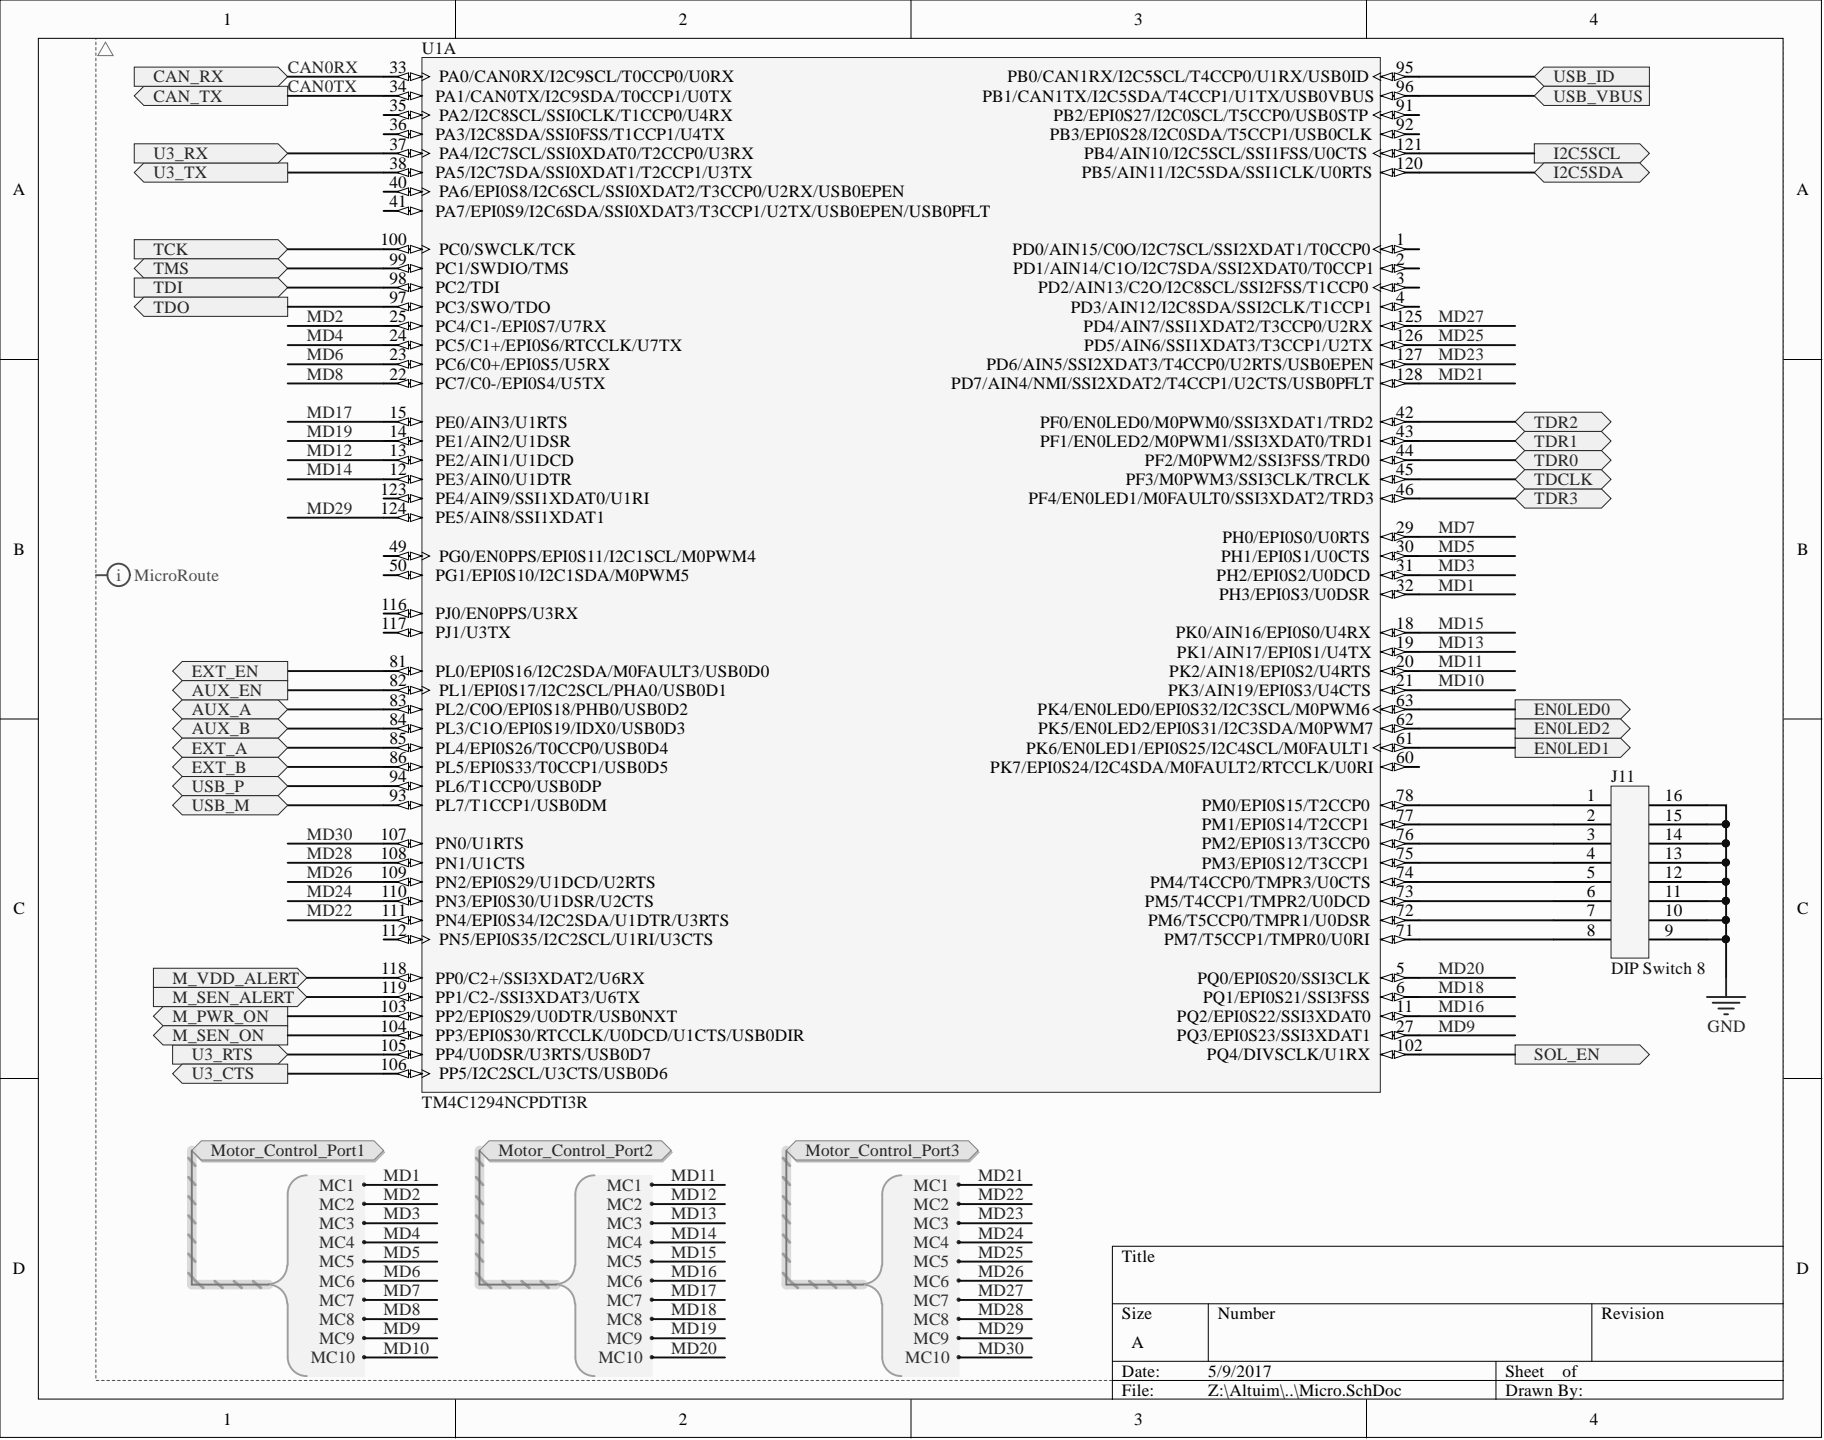 1 2 3 4
U1A
CAN_RX CAN0RX 33 PA0/CAN0RX/I2C9SCL/T0CCP0/U0RX PB0/CAN1RX/I2C5SCL/T4CCP0/U1RX/USB0ID 95 USB_ID
CAN_TX CAN0TX 34 PA1/CAN0TX/I2C9SDA/T0CCP1/U0TX PB1/CAN1TX/I2C5SDA/T4CCP1/U1TX/USB0VBUS 96 USB_VBUS
35 PA2/I2C8SCL/SSI0CLK/T1CCP0/U4RX PB2/EPI0S27/I2C0SCL/T5CCP0/USB0STP 91
36 PA3/I2C8SDA/SSI0FSS/T1CCP1/U4TX PB3/EPI0S28/I2C0SDA/T5CCP1/USB0CLK 92
U3_RX 37 PA4/I2C7SCL/SSI0XDAT0/T2CCP0/U3RX PB4/AIN10/I2C5SCL/SSI1FSS/U0CTS 121 I2C5SCL
U3_TX 38 PA5/I2C7SDA/SSI0XDAT1/T2CCP1/U3TX PB5/AIN11/I2C5SDA/SSI1CLK/U0RTS 120 I2C5SDA
A 40 PA6/EPI0S8/I2C6SCL/SSI0XDAT2/T3CCP0/U2RX/USB0EPEN A
41 PA7/EPI0S9/I2C6SDA/SSI0XDAT3/T3CCP1/U2TX/USB0EPEN/USB0PFLT
TCK 100 PC0/SWCLK/TCK PD0/AIN15/C0O/I2C7SCL/SSI2XDAT1/T0CCP0 1
TMS 99 PC1/SWDIO/TMS PD1/AIN14/C1O/I2C7SDA/SSI2XDAT0/T0CCP1 2
TDI 98 PC2/TDI PD2/AIN13/C2O/I2C8SCL/SSI2FSS/T1CCP0 3
TDO 97 PC3/SWO/TDO PD3/AIN12/I2C8SDA/SSI2CLK/T1CCP1 4
MD2 25 PC4/C1-/EPI0S7/U7RX PD4/AIN7/SSI1XDAT2/T3CCP0/U2RX 125 MD27
MD4 24 PC5/C1+/EPI0S6/RTCCLK/U7TX PD5/AIN6/SSI1XDAT3/T3CCP1/U2TX 126 MD25
MD6 23 PC6/C0+/EPI0S5/U5RX PD6/AIN5/SSI2XDAT3/T4CCP0/U2RTS/USB0EPEN 127 MD23
MD8 22 PC7/C0-/EPI0S4/U5TX PD7/AIN4/NMI/SSI2XDAT2/T4CCP1/U2CTS/USB0PFLT 128 MD21
MD17 15 PE0/AIN3/U1RTS PF0/EN0LED0/M0PWM0/SSI3XDAT1/TRD2 42 TDR2
MD19 14 PE1/AIN2/U1DSR PF1/EN0LED2/M0PWM1/SSI3XDAT0/TRD1 43 TDR1
MD12 13 PE2/AIN1/U1DCD PF2/M0PWM2/SSI3FSS/TRD0 44 TDR0
MD14 12 PE3/AIN0/U1DTR PF3/M0PWM3/SSI3CLK/TRCLK 45 TDCLK
123 PE4/AIN9/SSI1XDAT0/U1RI PF4/EN0LED1/M0FAULT0/SSI3XDAT2/TRD3 46 TDR3
MD29 124 PE5/AIN8/SSI1XDAT1
PH0/EPI0S0/U0RTS 29 MD7
B 49 PG0/EN0PPS/EPI0S11/I2C1SCL/M0PWM4 PH1/EPI0S1/U0CTS 30 MD5 B
i MicroRoute 50 PG1/EPI0S10/I2C1SDA/M0PWM5 PH2/EPI0S2/U0DCD 31 MD3
PH3/EPI0S3/U0DSR 32 MD1
116 PJ0/EN0PPS/U3RX
117 PJ1/U3TX PK0/AIN16/EPI0S0/U4RX 18 MD15
PK1/AIN17/EPI0S1/U4TX 19 MD13
EXT_EN 81 PL0/EPI0S16/I2C2SDA/M0FAULT3/USB0D0 PK2/AIN18/EPI0S2/U4RTS 20 MD11
AUX_EN 82 PL1/EPI0S17/I2C2SCL/PHA0/USB0D1 PK3/AIN19/EPI0S3/U4CTS 21 MD10
AUX_A 83 PL2/C0O/EPI0S18/PHB0/USB0D2 PK4/EN0LED0/EPI0S32/I2C3SCL/M0PWM6 63 EN0LED0
AUX_B 84 PL3/C1O/EPI0S19/IDX0/USB0D3 PK5/EN0LED2/EPI0S31/I2C3SDA/M0PWM7 62 EN0LED2
EXT_A 85 PL4/EPI0S26/T0CCP0/USB0D4 PK6/EN0LED1/EPI0S25/I2C4SCL/M0FAULT1 61 EN0LED1
EXT_B 86 PL5/EPI0S33/T0CCP1/USB0D5 PK7/EPI0S24/I2C4SDA/M0FAULT2/RTCCLK/U0RI 60
USB_P 94 PL6/T1CCP0/USB0DP J11
USB_M 93 PL7/T1CCP1/USB0DM PM0/EPI0S15/T2CCP0 78 1 16
PM1/EPI0S14/T2CCP1 77 2 15
MD30 107 PN0/U1RTS PM2/EPI0S13/T3CCP0 76 3 14
MD28 108 PN1/U1CTS PM3/EPI0S12/T3CCP1 75 4 13
MD26 109 PN2/EPI0S29/U1DCD/U2RTS PM4/T4CCP0/TMPR3/U0CTS 74 5 12
C MD24 110 PN3/EPI0S30/U1DSR/U2CTS PM5/T4CCP1/TMPR2/U0DCD 73 6 11 C
MD22 111 PN4/EPI0S34/I2C2SDA/U1DTR/U3RTS PM6/T5CCP0/TMPR1/U0DSR 72 7 10
112 PN5/EPI0S35/I2C2SCL/U1RI/U3CTS PM7/T5CCP1/TMPR0/U0RI 71 8 9
DIP Switch 8
M_VDD_ALERT 118 PP0/C2+/SSI3XDAT2/U6RX PQ0/EPI0S20/SSI3CLK 5 MD20
M_SEN_ALERT 119 PP1/C2-/SSI3XDAT3/U6TX PQ1/EPI0S21/SSI3FSS 6 MD18
M_PWR_ON 103 PP2/EPI0S29/U0DTR/USB0NXT PQ2/EPI0S22/SSI3XDAT0 11 MD16
M_SEN_ON 104 PP3/EPI0S30/RTCCLK/U0DCD/U1CTS/USB0DIR PQ3/EPI0S23/SSI3XDAT1 27 MD9 GND
U3_RTS 105 PP4/U0DSR/U3RTS/USB0D7 PQ4/DIVSCLK/U1RX 102 SOL_EN
U3_CTS 106 PP5/I2C2SCL/U3CTS/USB0D6
TM4C1294NCPDTI3R
Motor_Control_Port1 Motor_Control_Port2 Motor_Control_Port3
MC1 MD1 MC1 MD11 MC1 MD21
MC2 MD2 MC2 MD12 MC2 MD22
MC3 MD3 MC3 MD13 MC3 MD23
MC4 MD4 MC4 MD14 MC4 MD24
MC5 MD5 MC5 MD15 MC5 MD25
MC6 MD6 MC6 MD16 MC6 MD26
MC7 MD7 MC7 MD17 MC7 MD27
MC8 MD8 MC8 MD18 MC8 MD28
MC9 MD9 MC9 MD19 MC9 MD29
MC10 MD10 MC10 MD20 MC10 MD30
D D
Title
Size Number Revision
A
Date: 5/9/2017 Sheet of
File: Z:\Altuim\..\Micro.SchDoc Drawn By:
1 2 3 4